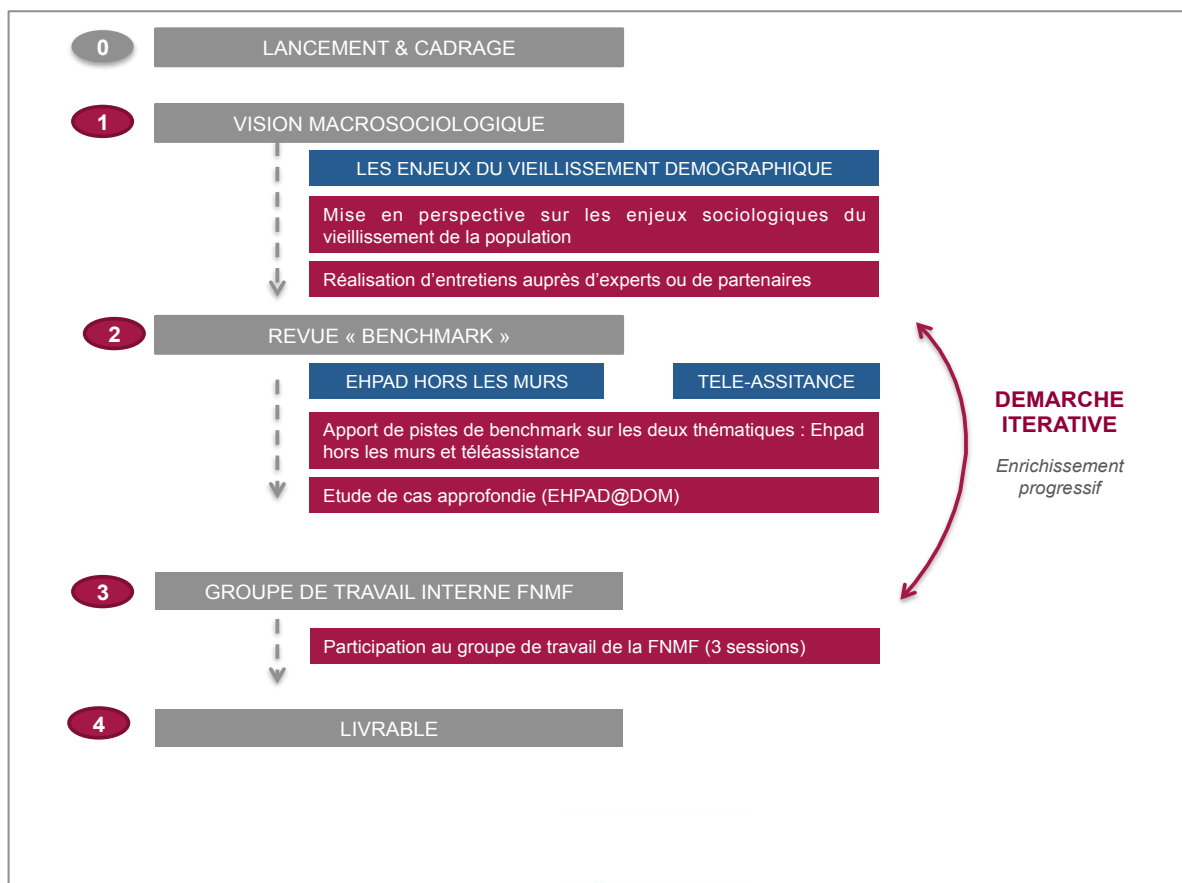 0
LANCEMENT & CADRAGE
1
VISION MACROSOCIOLOGIQUE
LES ENJEUX DU VIEILLISSEMENT DEMOGRAPHIQUE
Mise en perspective sur les enjeux sociologiques du
vieillissement de la population
Réalisation d’entretiens auprès d’experts ou de partenaires
2
REVUE « BENCHMARK »
EHPAD HORS LES MURS
TELE-ASSITANCE
Apport de pistes de benchmark sur les deux thématiques : Ehpad
hors les murs et téléassistance
Etude de cas approfondie (EHPAD@DOM)
DEMARCHE
ITERATIVE
Enrichissement
progressif
3
GROUPE DE TRAVAIL INTERNE FNMF
Participation au groupe de travail de la FNMF (3 sessions)
4
LIVRABLE